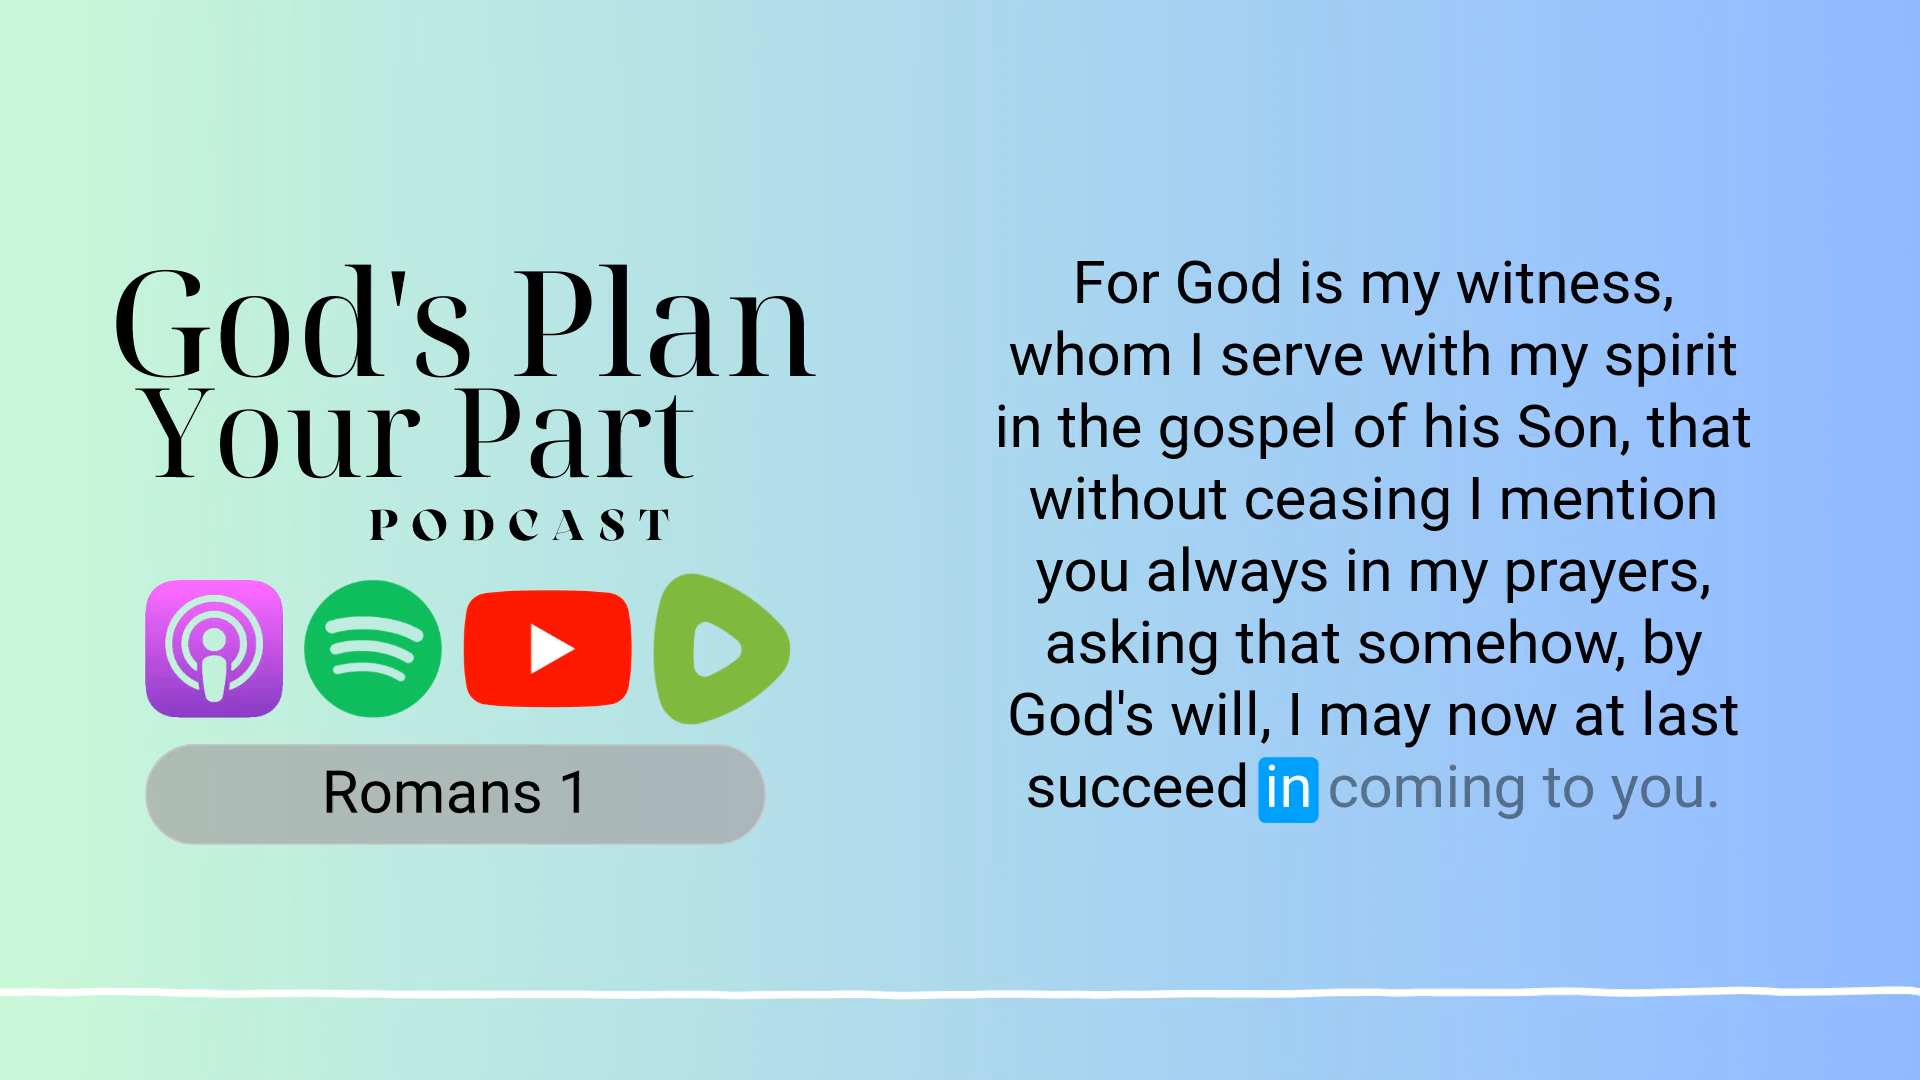 God's Plan
Your Part
PODCAST
Romans 1
For God is my witness,
whom I serve with my spirit
in the gospel of his Son, that
without ceasing I mention
you always in my prayers,
asking that somehow, by
God's will, I may now at last
succeed in coming to you.